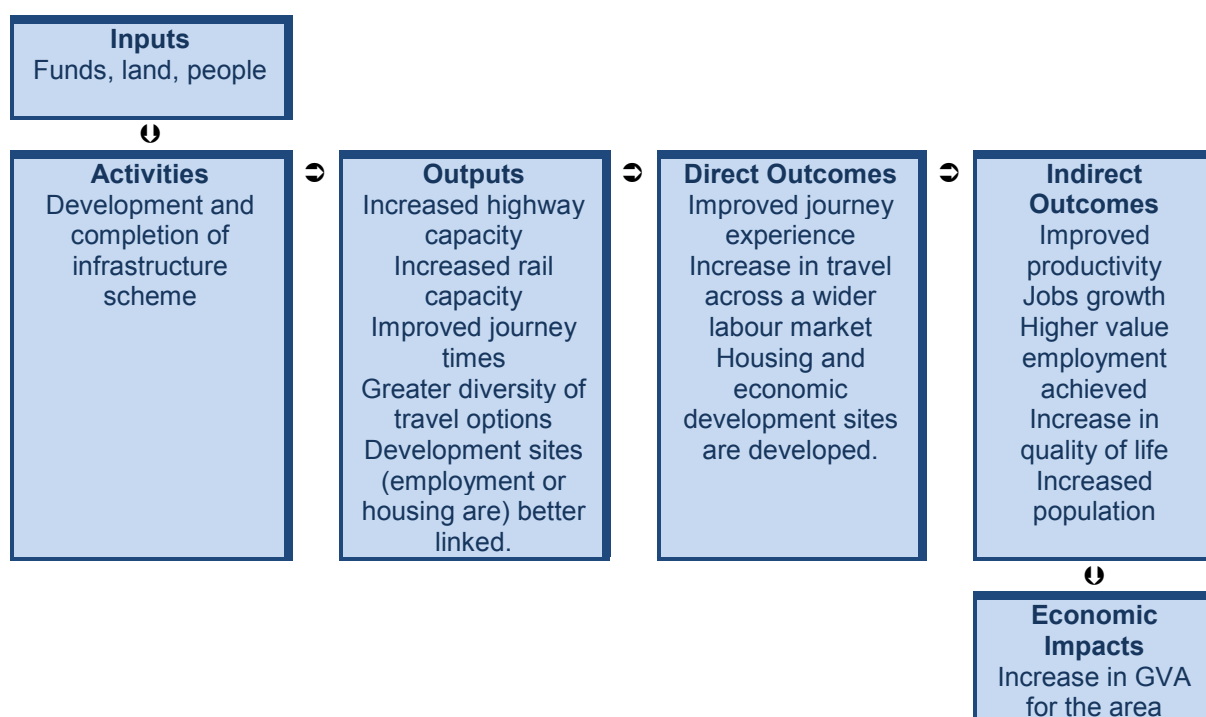 Inputs
Funds, land, people
Activities
Development and
completion of
infrastructure
scheme
Outputs
Increased highway
capacity
Increased rail
capacity
Improved journey
times
Greater diversity of
travel options
Development sites
(employment or
housing are) better
linked.
Direct Outcomes
Improved journey
experience
Increase in travel
across a wider
labour market
Housing and
economic
development sites
are developed.
Indirect
Outcomes
Improved
productivity
Jobs growth
Higher value
employment
achieved
Increase in
quality of life
Increased
population
Economic
Impacts
Increase in GVA
for the area